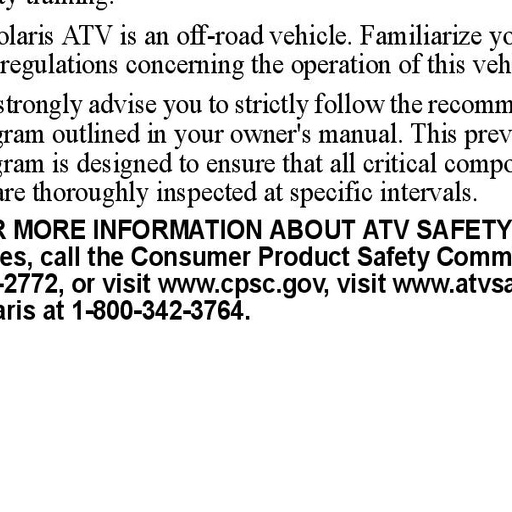 ty training.
olaris ATV is an off-road vehicle. Familiarize yo
regulations concerning the operation of this veh
strongly advise you to strictly follow the recomm
gram outlined in your owner's manual. This prev
gram is designed to ensure that all critical compo
are thoroughly inspected at specific intervals.
R MORE INFORMATION ABOUT ATV SAFETY
es, call the Consumer Product Safety Comm
-2772, or visit www.cpsc.gov, visit www.atvsa
aris at 1-800-342-3764.